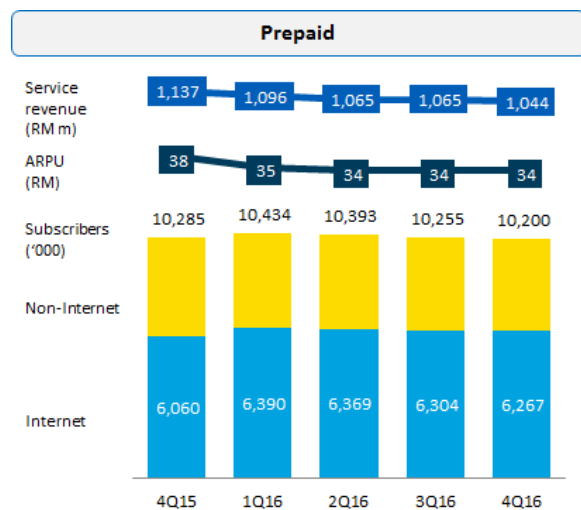 Prepaid
Service
revenue
(RM m)
1,137 1,096 1,065 1,065 1,044
ARPU
(RM)
38 35 34 34 34
Subscribers
('000)
10,285 10,434 10,393 10,255 10,200
Non-Internet
Internet
6,060 6,390 6,369 6,304 6,267
4Q15 1Q16 2Q16 3Q16 4Q16